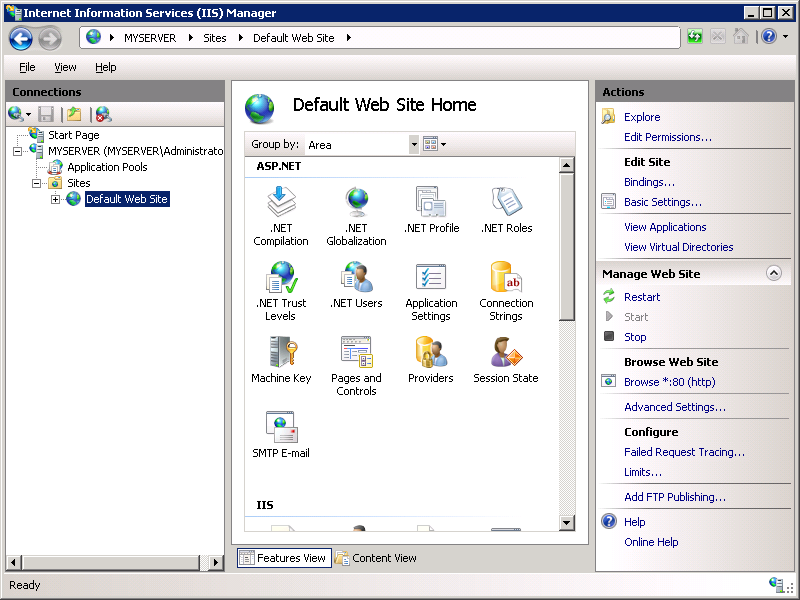 Internet Information Services (IIS) Manager
MYSERVER Sites Default Web Site
File View Help
Connections
Start Page
MYSERVER (MYSERVER\Administrato
Application Pools
Sites
Default Web Site
Default Web Site Home
Group by: Area
ASP.NET
.NET Compilation
.NET Globalization
.NET Profile
.NET Roles
.NET Trust Levels
.NET Users
Application Settings
Connection Strings
Machine Key
Pages and Controls
Providers
Session State
SMTP E-mail
IIS
Features View
Content View
Actions
Explore
Edit Permissions...
Edit Site
Bindings...
Basic Settings...
View Applications
View Virtual Directories
Manage Web Site
Restart
Start
Stop
Browse Web Site
Browse *:80 (http)
Advanced Settings...
Configure
Failed Request Tracing...
Limits...
Add FTP Publishing...
Help
Online Help
Ready